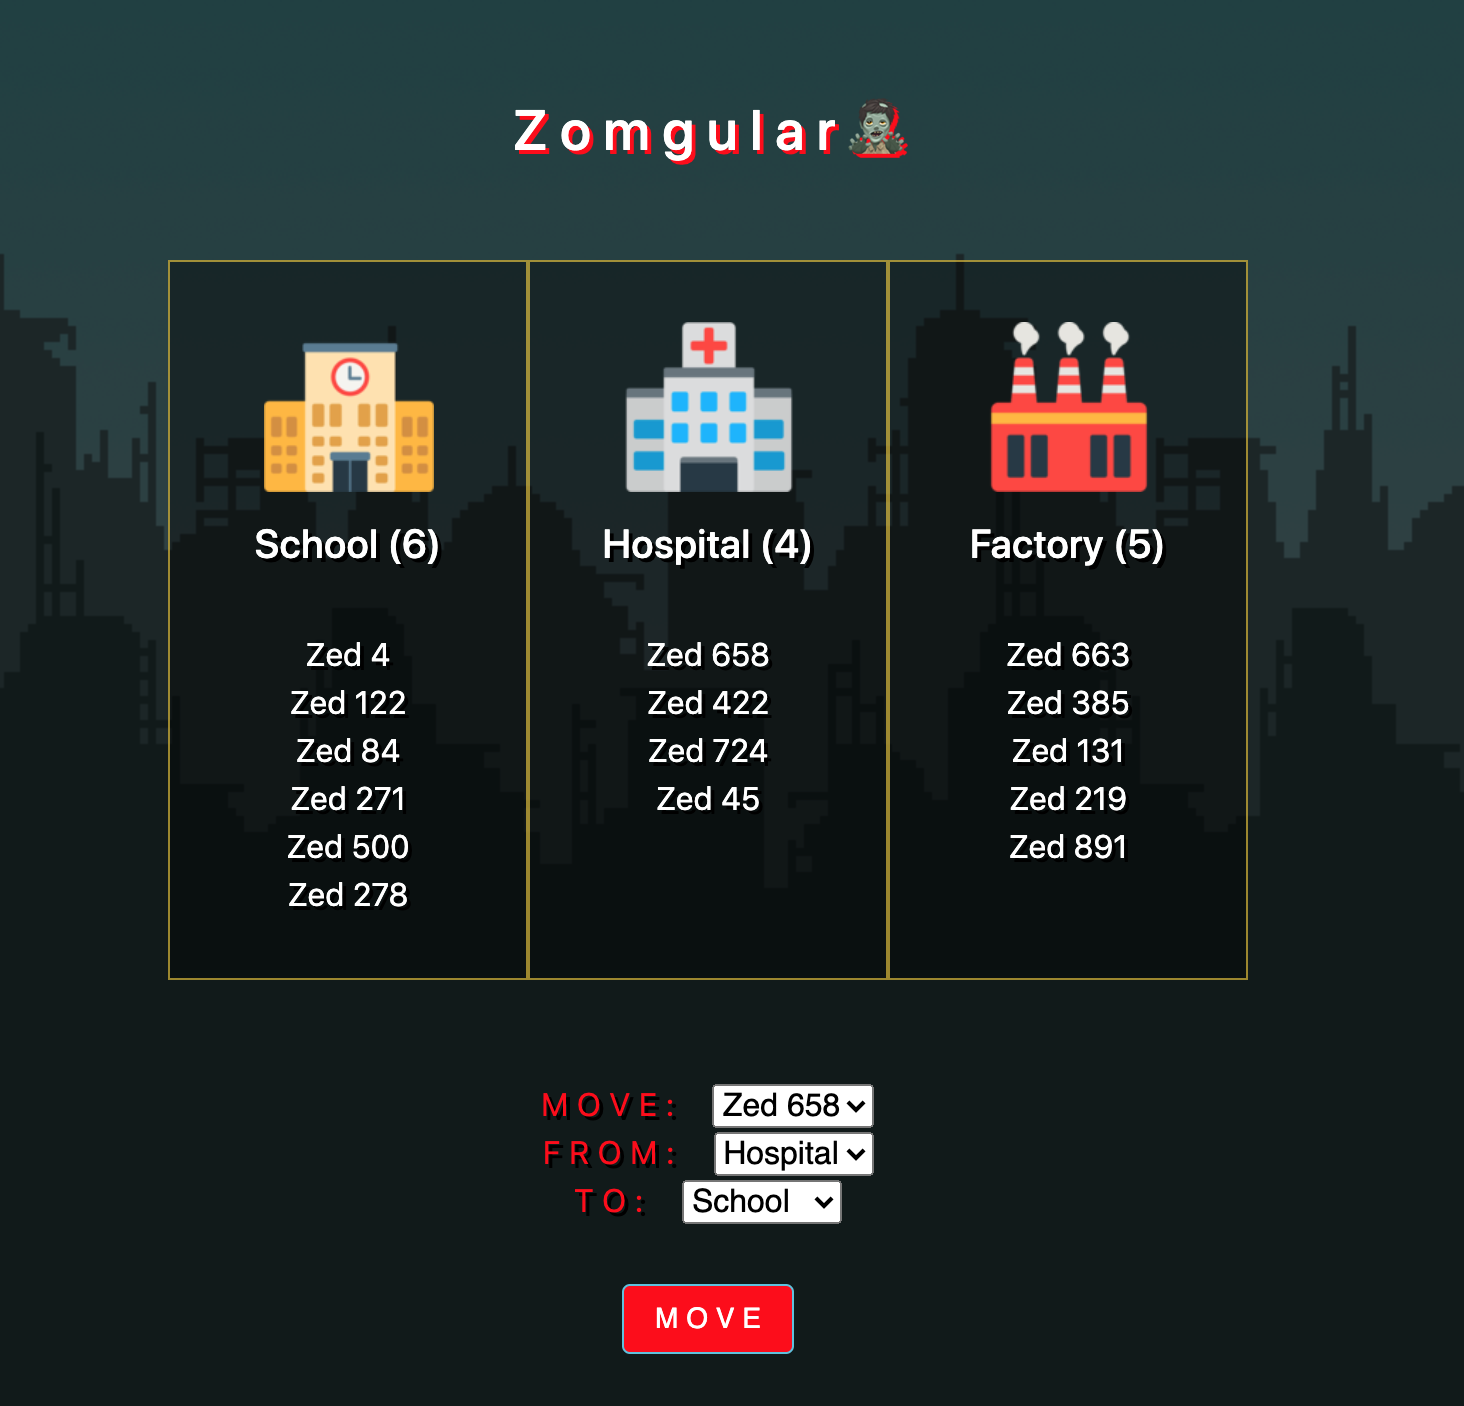 Zomgular
School (6)
Zed 4
Zed 122
Zed 84
Zed 271
Zed 500
Zed 278
Hospital (4)
Zed 658
Zed 422
Zed 724
Zed 45
Factory (5)
Zed 663
Zed 385
Zed 131
Zed 219
Zed 891
MOVE: Zed 658
FROM: Hospital
TO: School
MOVE